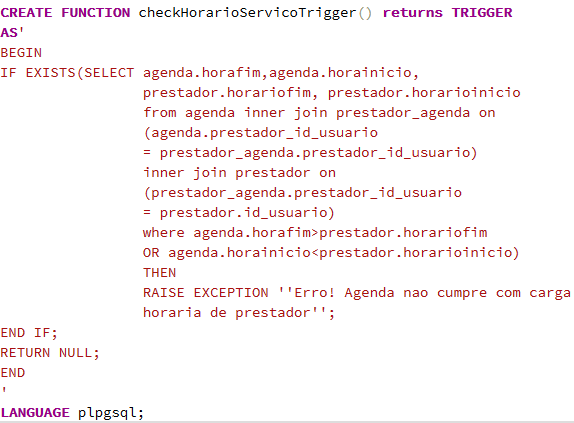 CREATE FUNCTION checkHorarioServicoTrigger() returns TRIGGER
AS'
BEGIN
IF EXISTS(SELECT agenda.horafim,agenda.horainicio,
prestador.horariofim, prestador.horarioinicio
from agenda inner join prestador_agenda on
(agenda.prestador_id_usuario
= prestador_agenda.prestador_id_usuario)
inner join prestador on
(prestador_agenda.prestador_id_usuario
= prestador.id_usuario)
where agenda.horafim>prestador.horariofim
OR agenda.horainicio<prestador.horarioinicio)
THEN
RAISE EXCEPTION ''Erro! Agenda nao cumpre com carga
horaria de prestador'';
END IF;
RETURN NULL;
END
'
LANGUAGE plpgsql;